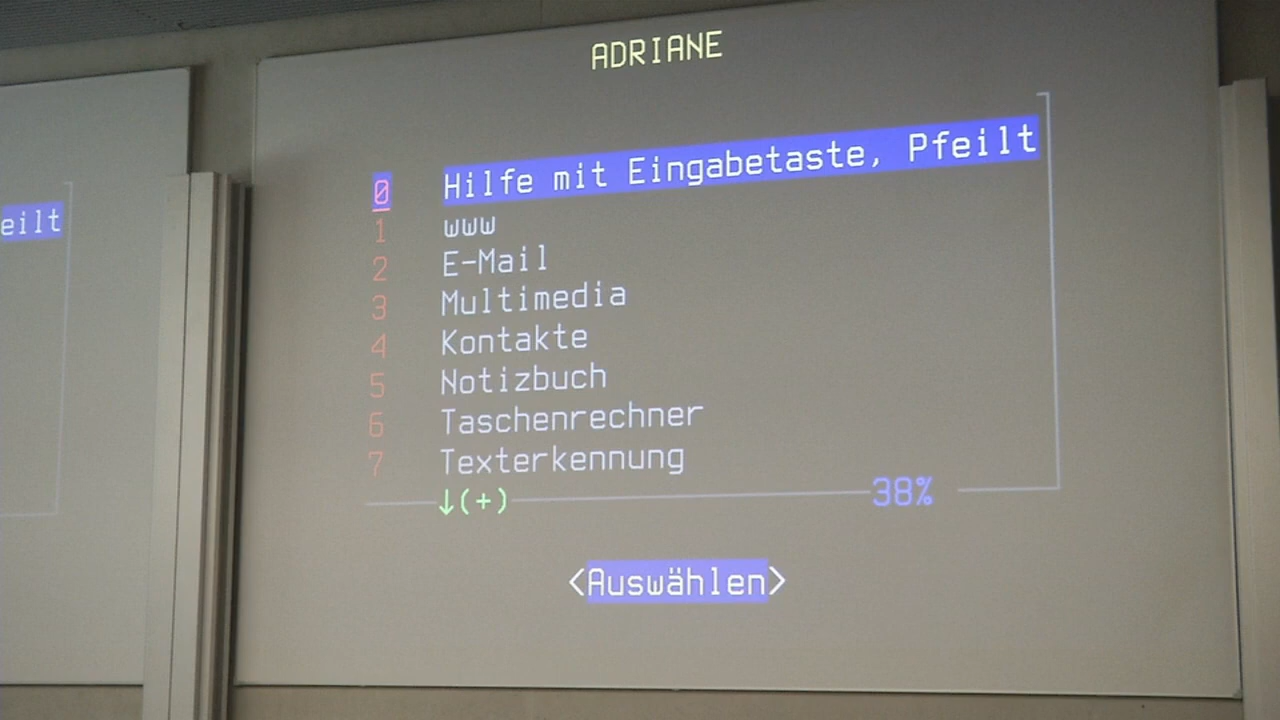 ADRIANE
0 Hilfe mit Eingabetaste, Pfeilt
1 www
2 E-Mail
3 Multimedia
4 Kontakte
5 Notizbuch
6 Taschenrechner
7 Texterkennung
↓(+) 38%
<Auswählen>
eilt